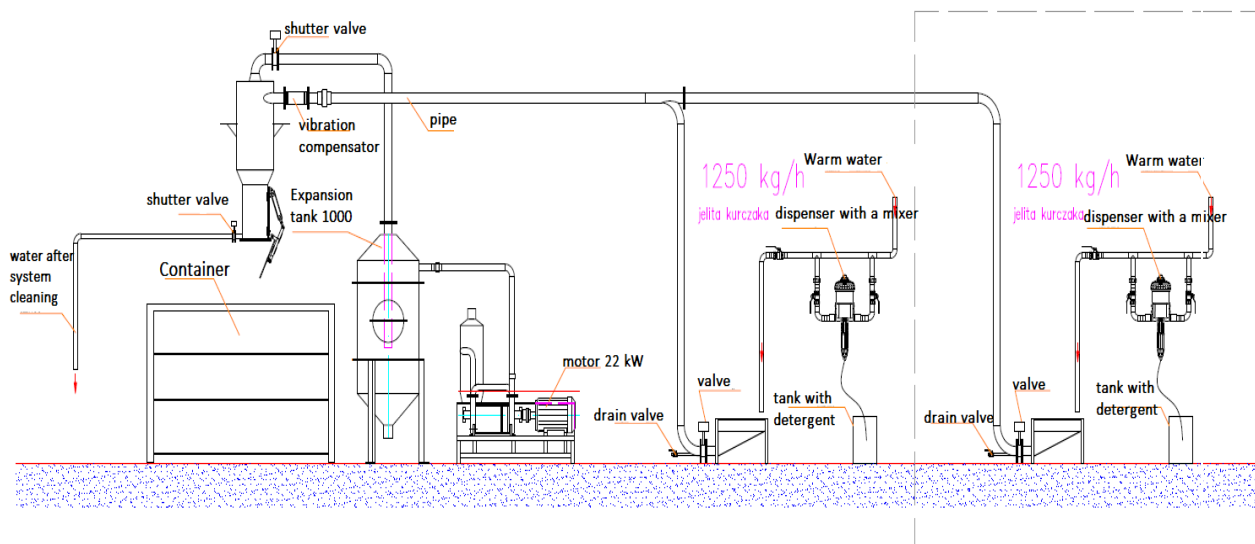 shutter valve
vibration
compensator
pipe
Expansion
tank 1000
shutter valve
water after
system
cleaning
Container
motor 22 kW
1250 kg/h
jelita kurczaka
Warm water
dispenser with a mixer
valve
drain valve
tank with
detergent
1250 kg/h
jelita kurczaka
Warm water
dispenser with a mixer
valve
drain valve
tank with
detergent